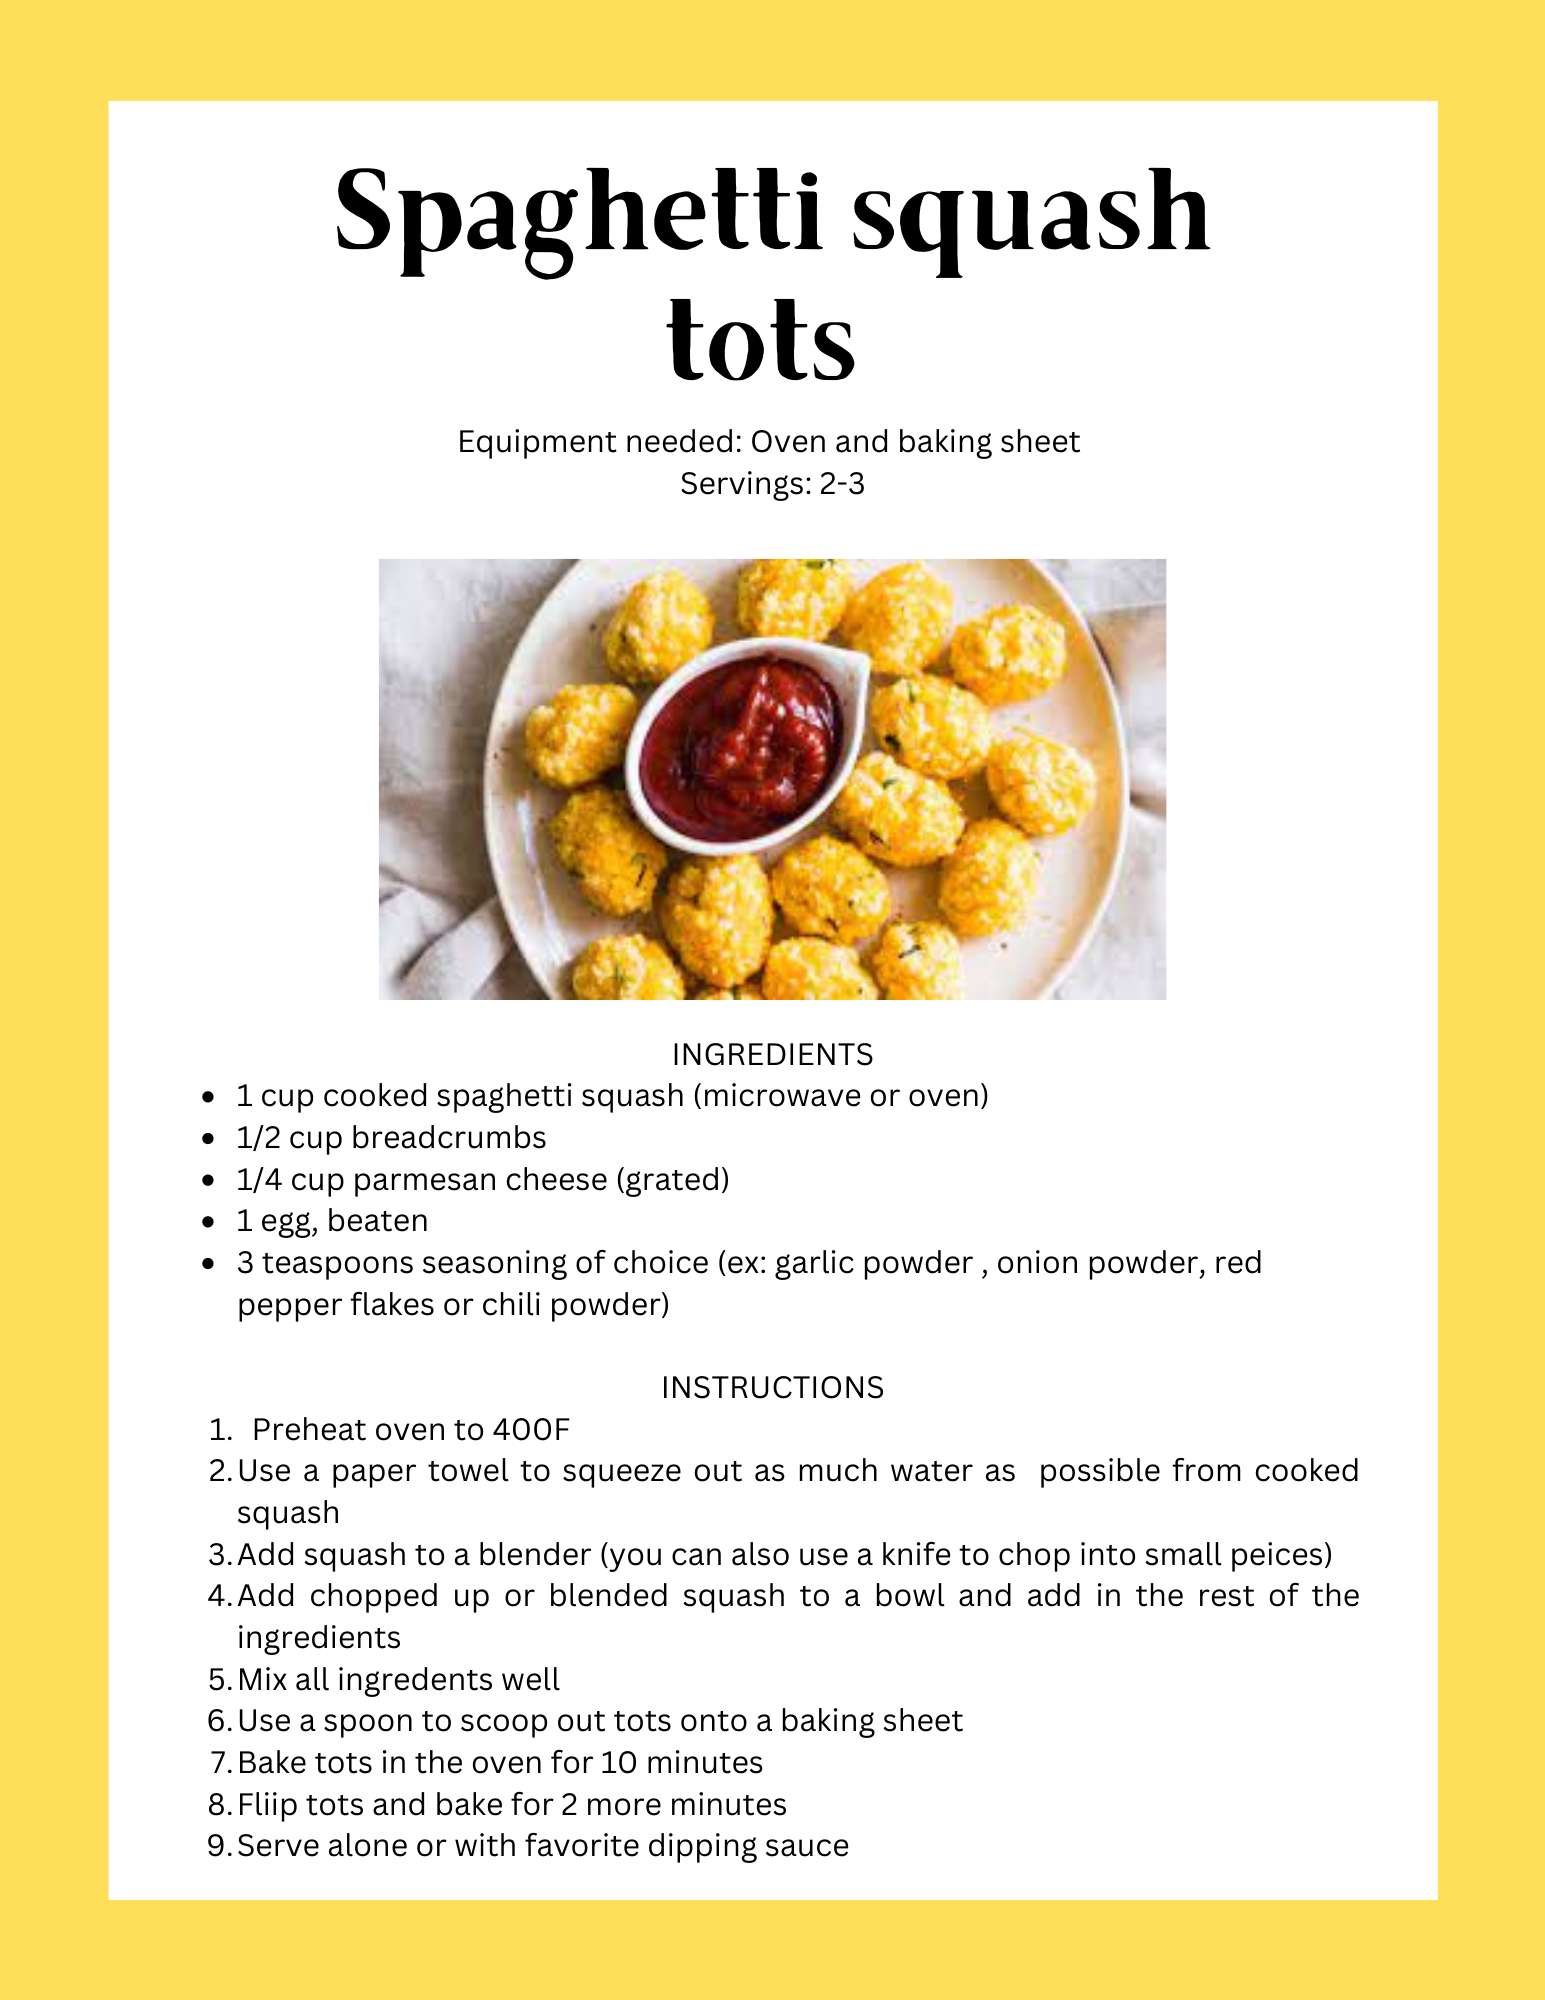 Spaghetti squash
tots
Equipment needed: Oven and baking sheet
Servings: 2-3
INGREDIENTS
• 1 cup cooked spaghetti squash (microwave or oven)
• 1/2 cup breadcrumbs
• 1/4 cup parmesan cheese (grated)
• 1 egg, beaten
• 3 teaspoons seasoning of choice (ex: garlic powder , onion powder, red
pepper flakes or chili powder)
INSTRUCTIONS
1. Preheat oven to 400F
2. Use a paper towel to squeeze out as much water as possible from cooked
squash
3. Add squash to a blender (you can also use a knife to chop into small peices)
4. Add chopped up or blended squash to a bowl and add in the rest of the
ingredients
5. Mix all ingredents well
6. Use a spoon to scoop out tots onto a baking sheet
7. Bake tots in the oven for 10 minutes
8. Fliip tots and bake for 2 more minutes
9. Serve alone or with favorite dipping sauce